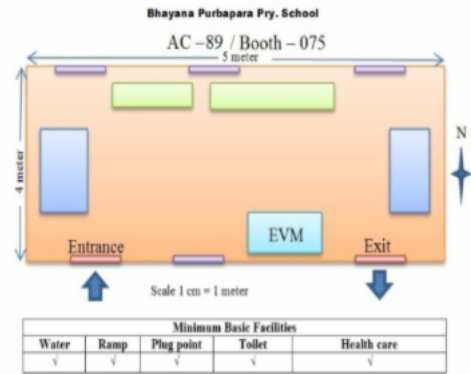 Bhayana Purbapara Pry. School
AC –89 / Booth – 075
5 meter
4 meter
N
EVM
Entrance
Exit
Scale 1 cm = 1 meter
Minimum Basic Facilities
Water Ramp Plug point Toilet Health care
√ √ √ √ √